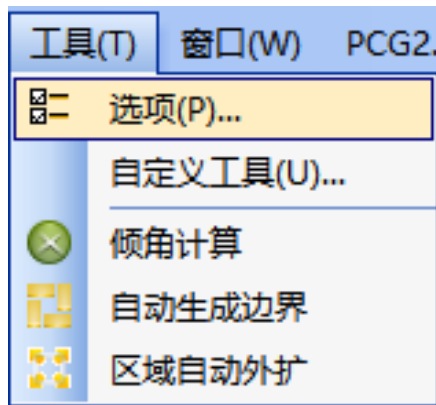 工具(T) 窗口(W) PCG2.
选项(P)...
自定义工具(U)...
倾角计算
自动生成边界
区域自动外扩